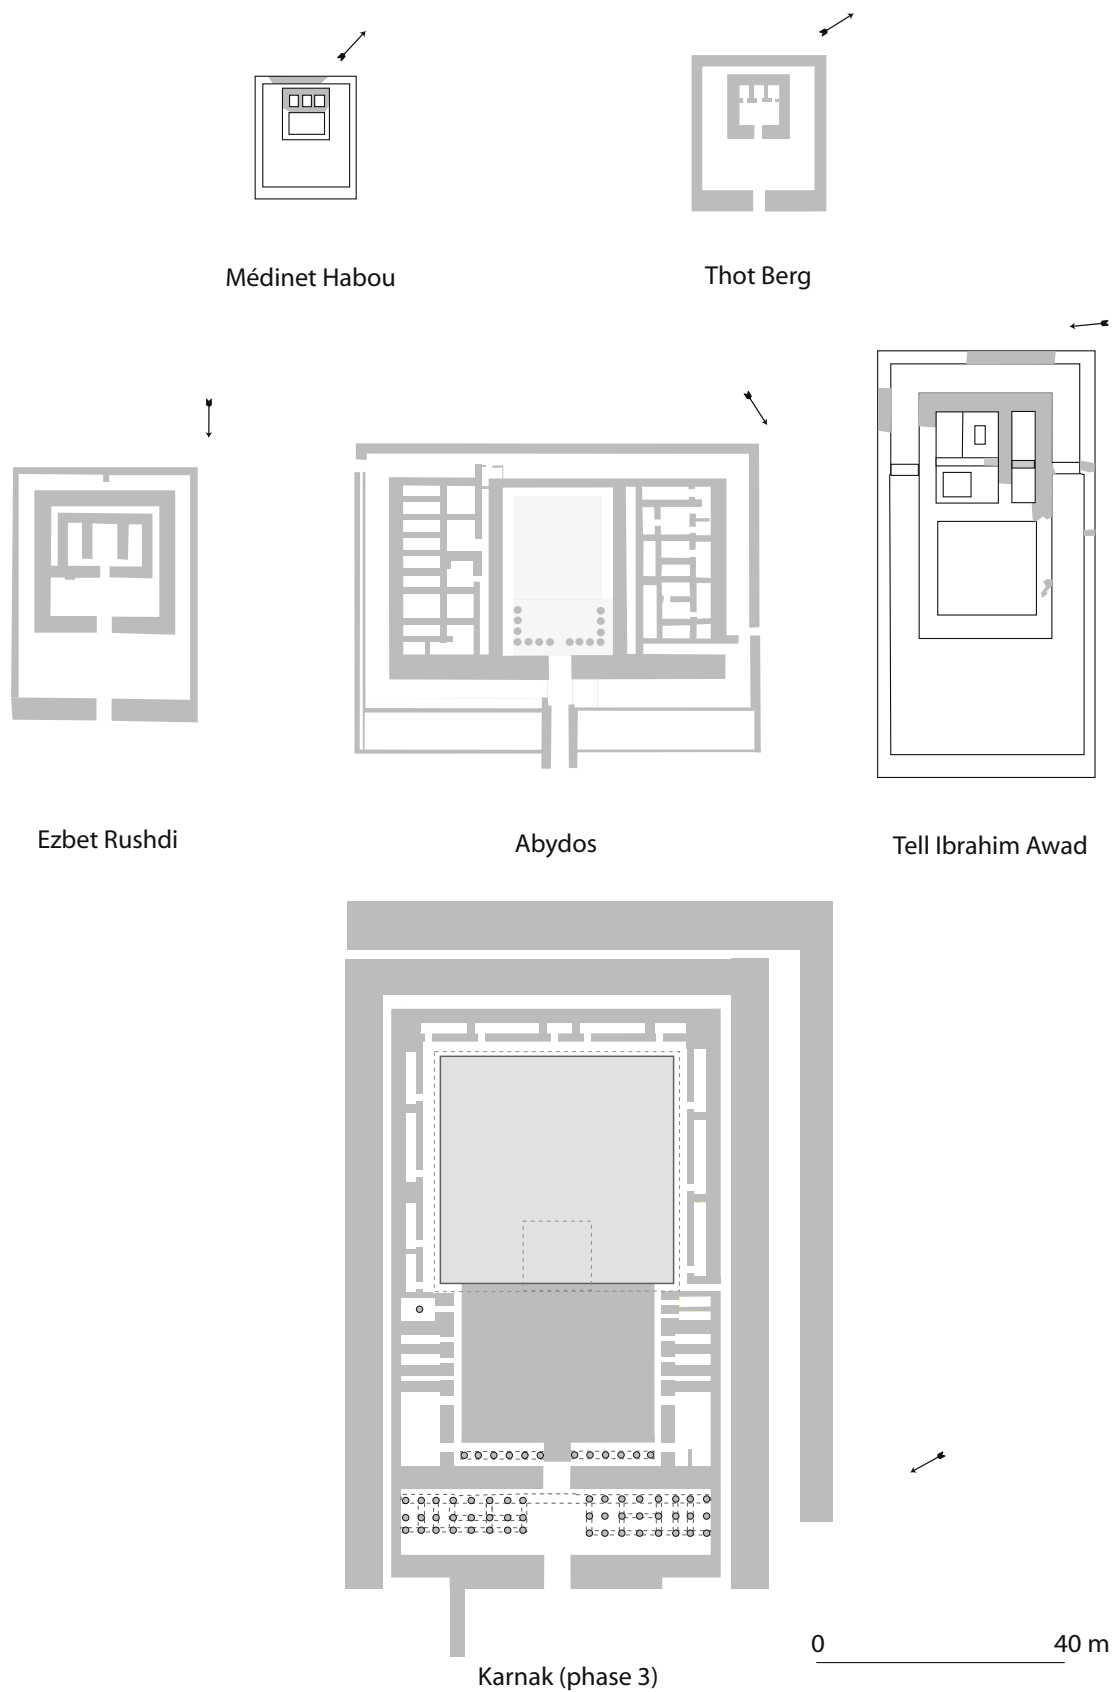 Médinet Habou
Thot Berg
Ezbet Rushdi
Abydos
Tell Ibrahim Awad
0 40 m
Karnak (phase 3)